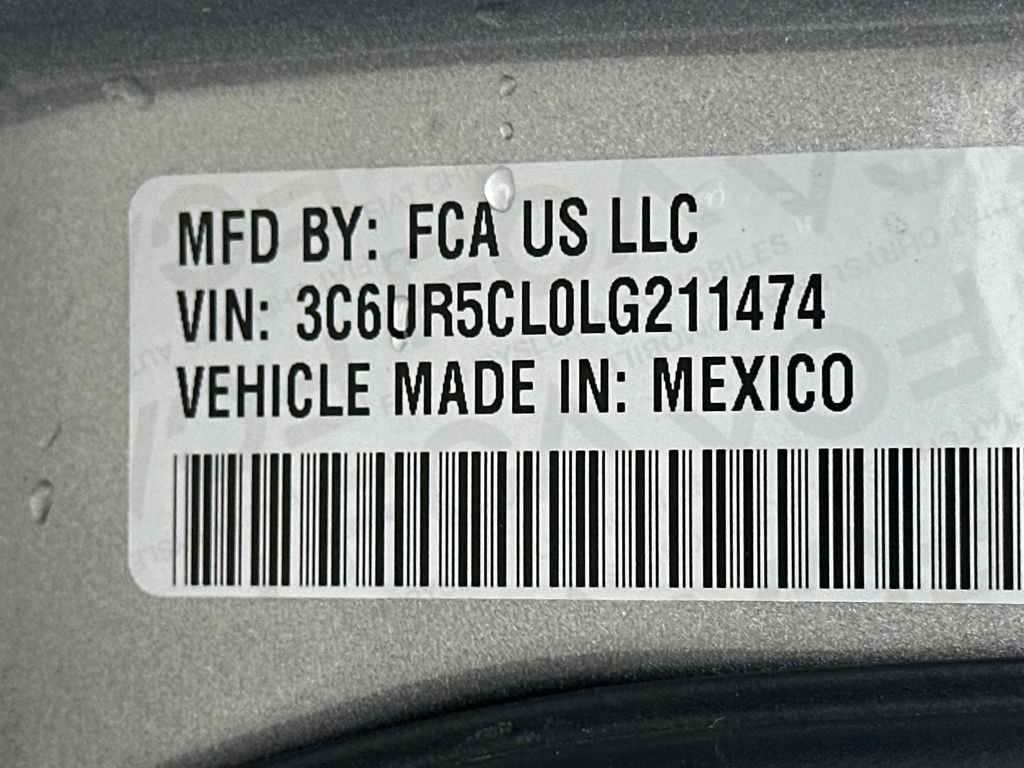 MFD BY: FCA US LLC
VIN: 3C6UR5CL0LG211474
VEHICLE MADE IN: MEXICO